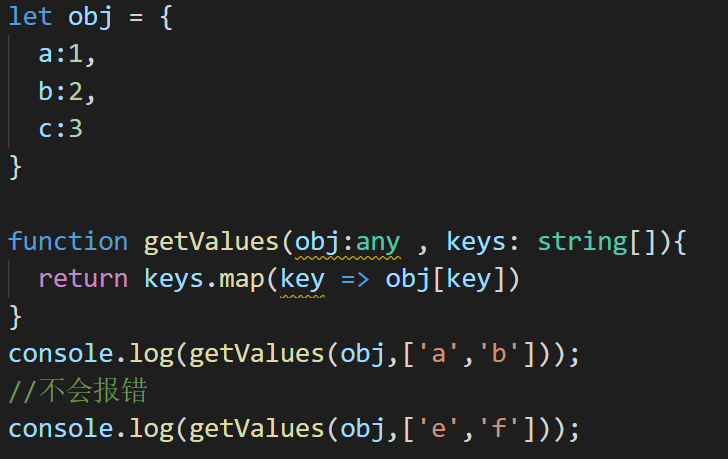 let obj = {
a:1,
b:2,
c:3
}
function getValues(obj:any , keys: string[]){
return keys.map(key => obj[key])
}
console.log(getValues(obj,['a','b']));
//不会报错
console.log(getValues(obj,['e','f']));